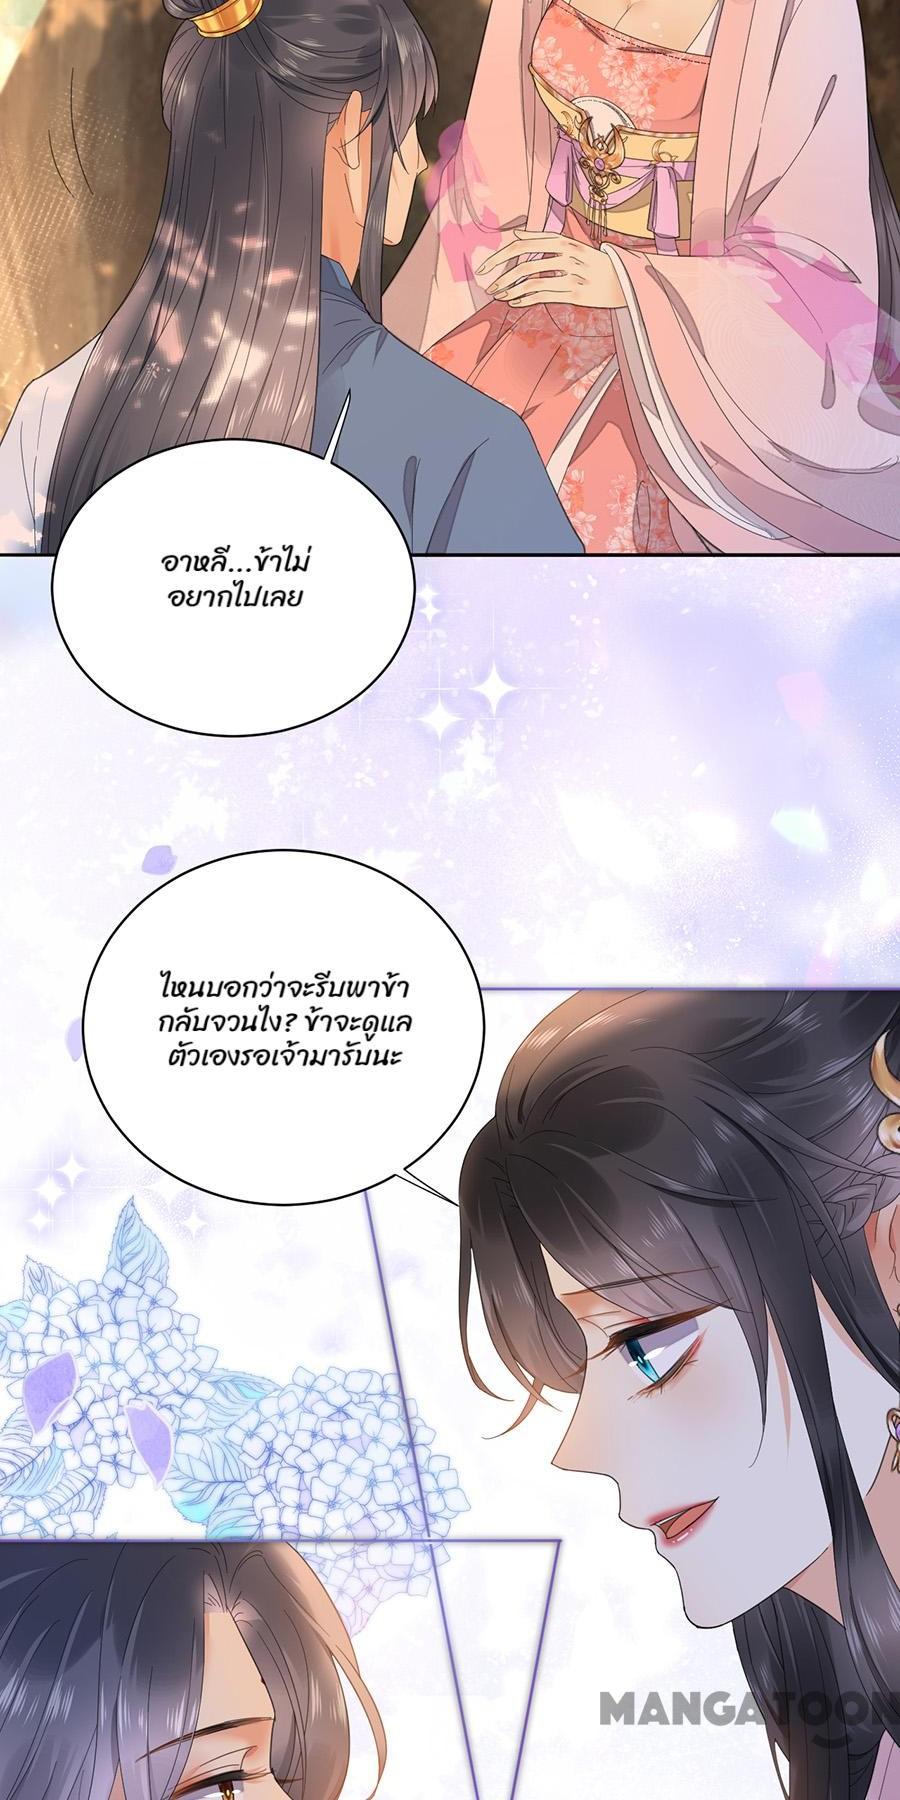 อาหลี...ข้าไม่
อยากไปเลย
ไหนบอกว่าจะรีบพาข้า
กลับจวนไง? ข้าจะดูแล
ตัวเองรอเจ้ามารับนะ
MANGATOON